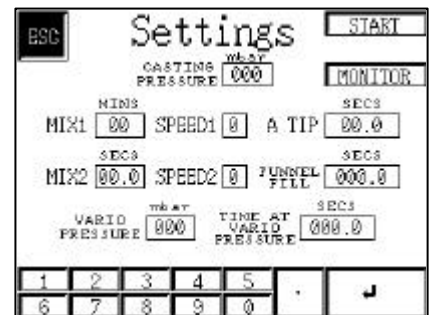 ESC Settings START
mbar
CASTING PRESSURE 000 MONITOR
MINS SECS
MIX1 00 SPEED1 0 A TIP 00.0
SECS SECS
MIX2 00.0 SPEED2 0 FUNNEL FILL 000.0
mbar SECS
VARIO PRESSURE 000 TIME AT VARIO PRESSURE 000.0
1 2 3 4 5 . ↵
6 7 8 9 0